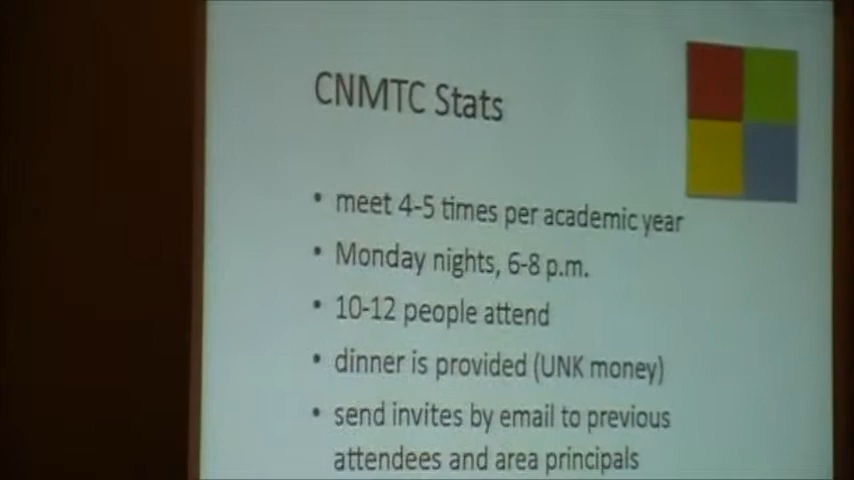 CNMTC Stats
• meet 4-5 times per academic year
• Monday nights, 6-8 p.m.
• 10-12 people attend
• dinner is provided (UNK money)
• send invites by email to previous
attendees and area principals